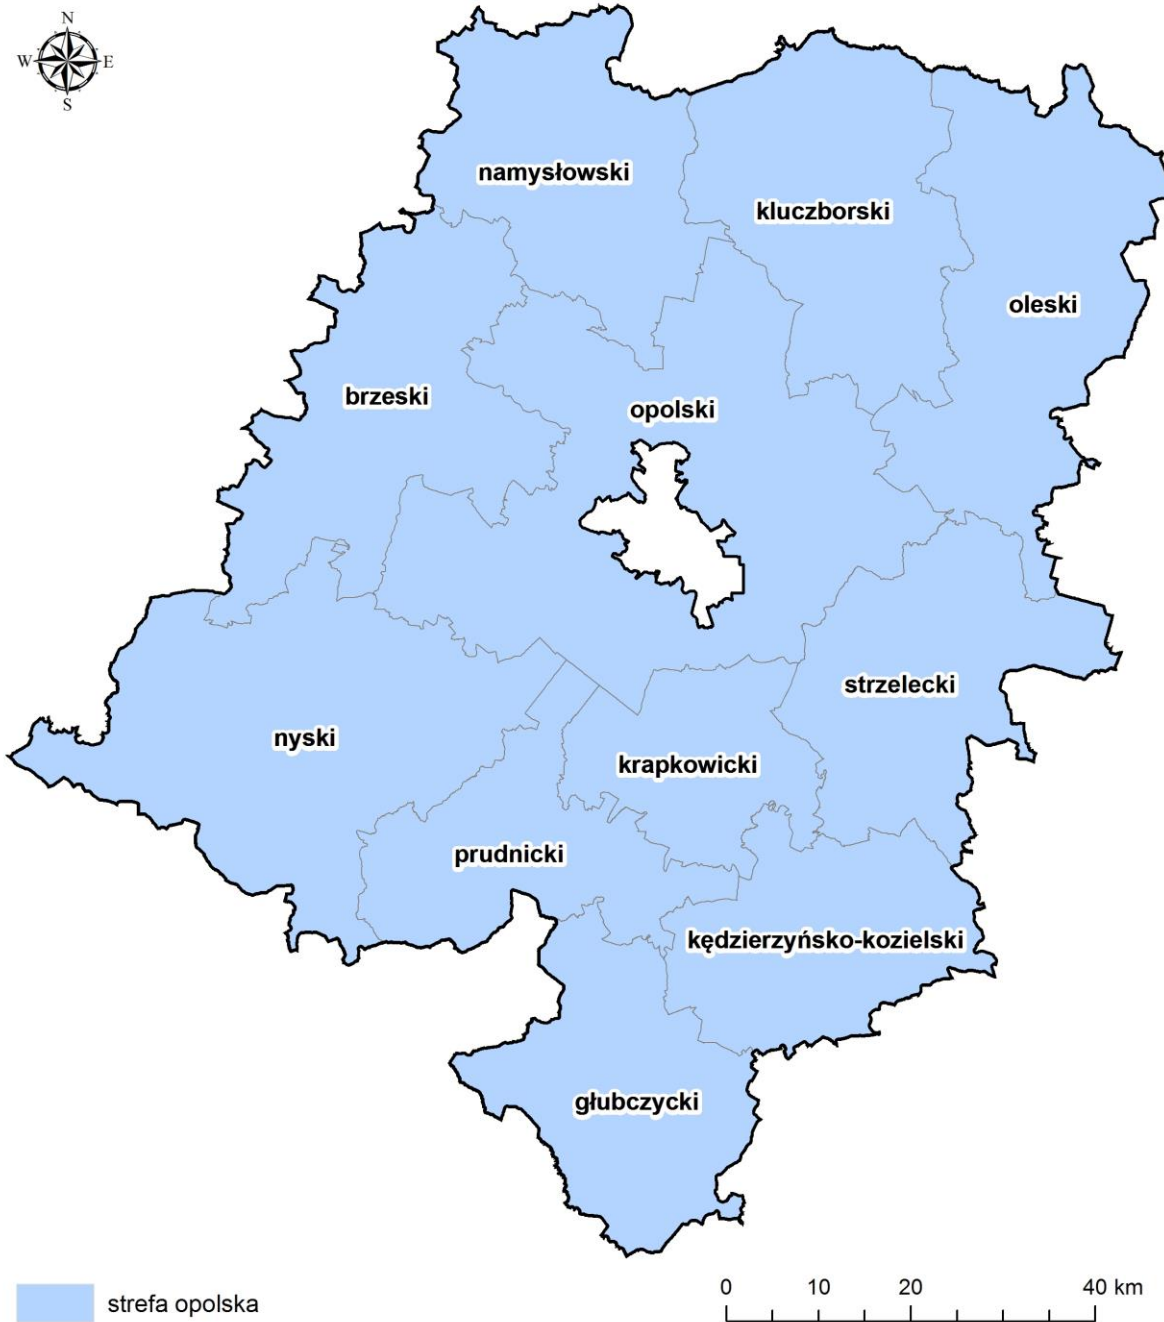 N
W E
S
namysłowski
kluczborski
oleski
brzeski
opolski
strzelecki
nyski
krapkowicki
prudnicki
kędzierzyńsko-kozielski
głubczycki
strefa opolska
0 10 20 40 km